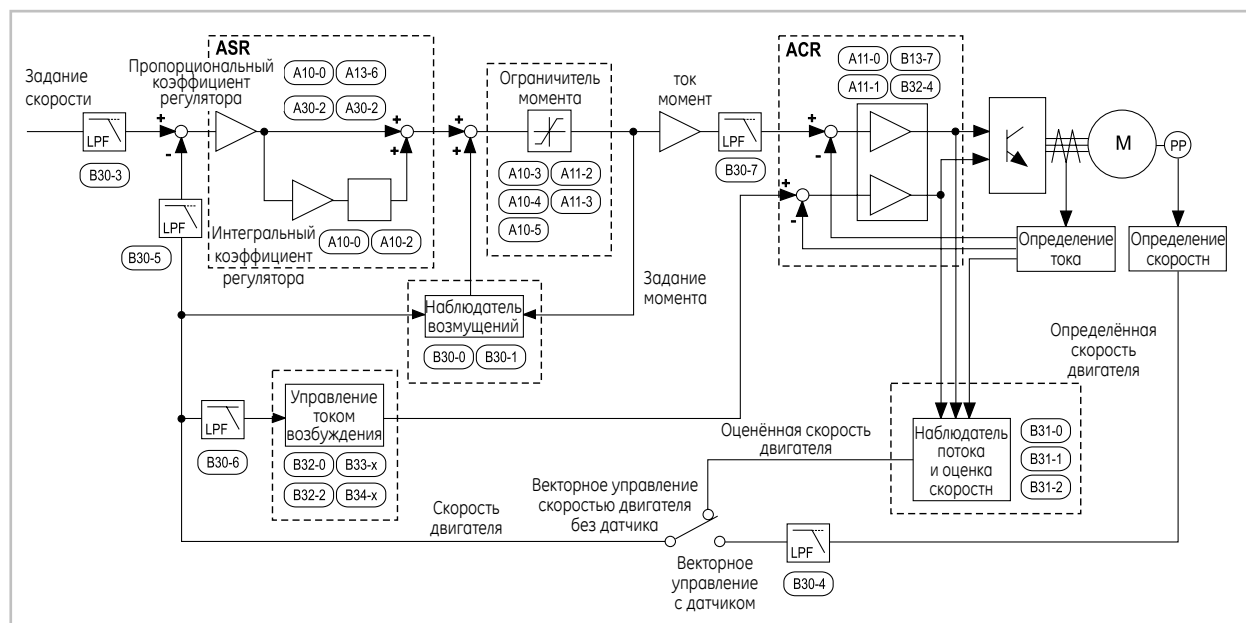 ASR
ACR
Задание
скорости
Пропорциональный
коэффициент
регулятора
A10-0 A13-6
A30-2 A30-2
Ограничитель
момента
ток
момент
A11-0 B13-7
A11-1 B32-4
LPF
B30-3
+
-
+
+
+
+
LPF
B30-7
+
-
+
-
M
PP
A10-3 A11-2
A10-4 A11-3
A10-5
LPF
B30-5
Интегральный
коэффициент
регулятора
A10-0 A10-2
Определение
тока
Определение
скоростн
Задание
момента
Наблюдатель
возмущений
B30-0 B30-1
Определённая
скорость
двигателя
LPF
B30-6
Управление
током
возбуждения
B32-0 B33-x
B32-2 B34-x
Оценённая скорость
двигателя
Наблюдатель
потока
и оценка
скоростн
B31-0
B31-1
B31-2
Скорость
двигателя
Векторное управление
скоростью двигателя
без датчика
Векторное
управление
с датчиком
LPF
B30-4